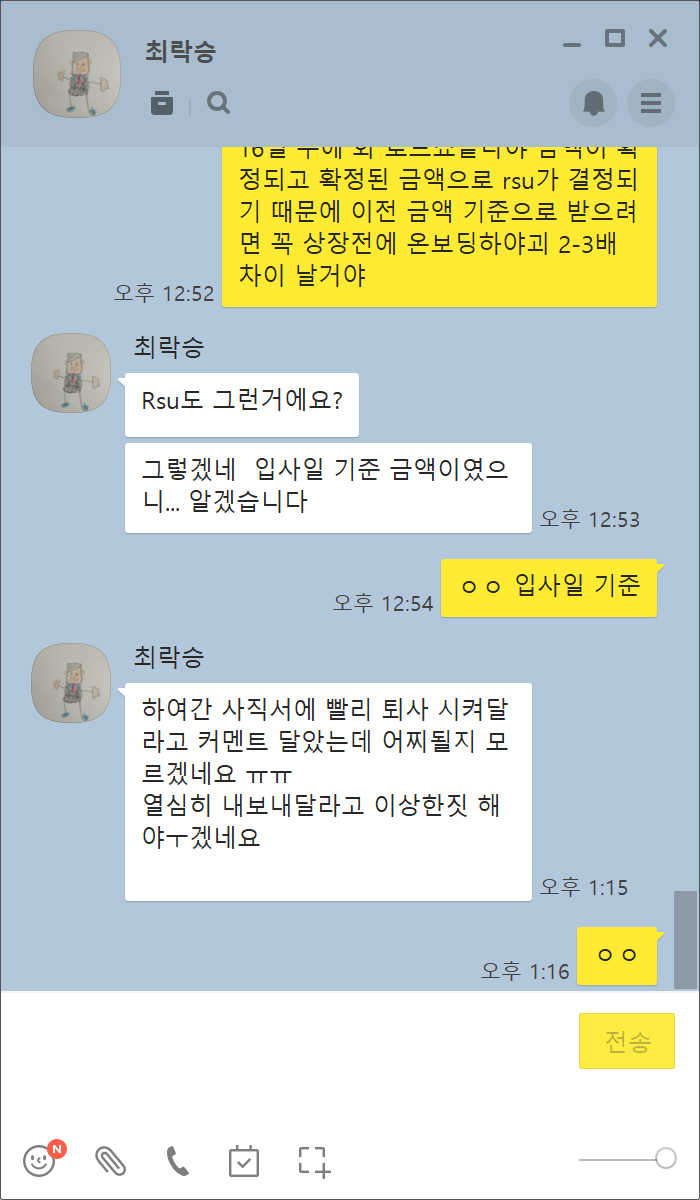 최락승
16일 후에
금액이 확
정되고 확정된 금액으로 rsu가 결정되
기 때문에 이전 금액 기준으로 받으려
면 꼭 상장전에 온보딩하야괴 2-3배
차이 날거야
오후 12:52
최락승
Rsu도 그런거에요?
그렇겠네  입사일 기준 금액이였으
니... 알겠습니다
오후 12:53
ㅇㅇ 입사일 기준
오후 12:54
최락승
하여간 사직서에 빨리 퇴사 시켜달
라고 커멘트 달았는데 어찌될지 모
르겠네요 ㅠㅠ
열심히 내보내달라고 이상한짓 해
야ㅜ겠네요
오후 1:15
ㅇㅇ
오후 1:16
전송
N